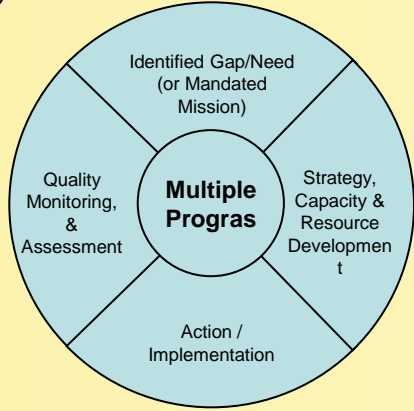 Identified Gap/Need
(or Mandated
Mission)
Quality
Monitoring,
&
Assessment
Multiple
Progras
Strategy,
Capacity &
Resource
Developmen
t
Action /
Implementation